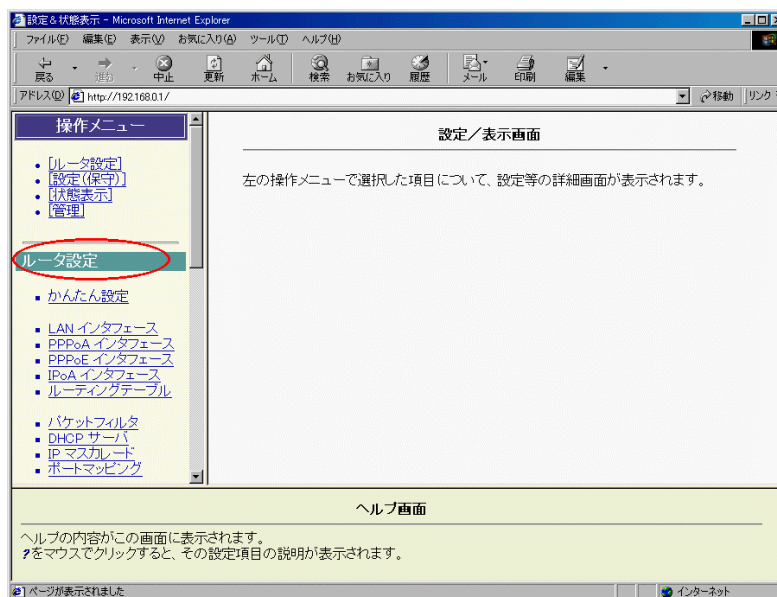 設定&状態表示 - Microsoft Internet Explorer
ファイル(F) 編集(E) 表示(V) お気に入り(A) ツール(T) ヘルプ(H)
戻る 進む 中止 更新 ホーム 検索 お気に入り 履歴 メール 印刷 編集
アドレス(D) http://192.168.0.1/ 移動 リンク
操作メニュー
[ルータ設定]
[設定(保守)]
[状態表示]
[管理]
ルータ設定
かんたん設定
LAN インタフェース
PPPoA インタフェース
PPPoE インタフェース
IPoA インタフェース
ルーティングテーブル
パケットフィルタ
DHCP サーバ
IP マスカレード
ポートマッピング
設定/表示画面
左の操作メニューで選択した項目について、設定等の詳細画面が表示されます。
ヘルプ画面
ヘルプの内容がこの画面に表示されます。
?をマウスでクリックすると、その設定項目の説明が表示されます。
ページが表示されました インターネット